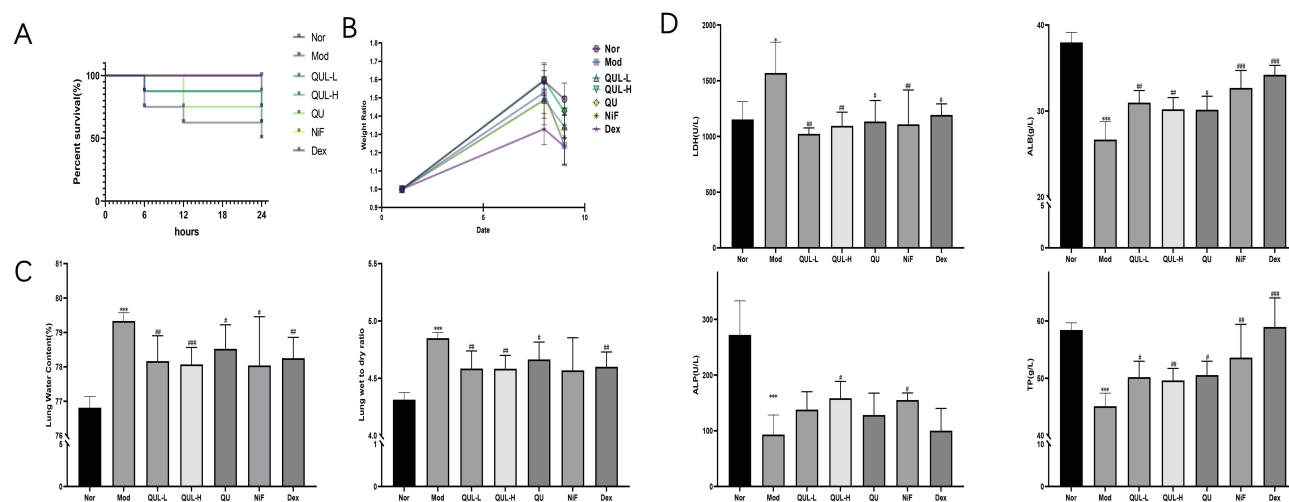 A
Percent survival(%)
100
50
0
0 6 12 18 24
hours
Nor
Mod
QUL-L
QUL-H
QU
NiF
Dex
B
Weight Ratio
1.8
1.7
1.6
1.5
1.4
1.3
1.2
1.1
1.0
0.9
0 5 10
Date
Nor
Mod
QUL-L
QUL-H
QU
NiF
Dex
C
Lung Water Content(%)
81
80
79
78
77
76
5
0
*** ## ### # # ##
Nor Mod QUL-L QUL-H QU NiF Dex
Lung wet to dry ratio
5.5
5.0
4.5
4.0
1
0
*** ## ## # ##
Nor Mod QUL-L QUL-H QU NiF Dex
D
LDH(U/L)
2000
1500
1000
500
0
* ## ## # ## #
Nor Mod QUL-L QUL-H QU NiF Dex
ALB(g/L)
40
30
20
5
0
*** ## ## # ### ###
Nor Mod QUL-L QUL-H QU NiF Dex
ALP(U/L)
300
200
100
0
*** # #
Nor Mod QUL-L QUL-H QU NiF Dex
TP(g/L)
60
50
40
10
0
*** # ## # ## ###
Nor Mod QUL-L QUL-H QU NiF Dex